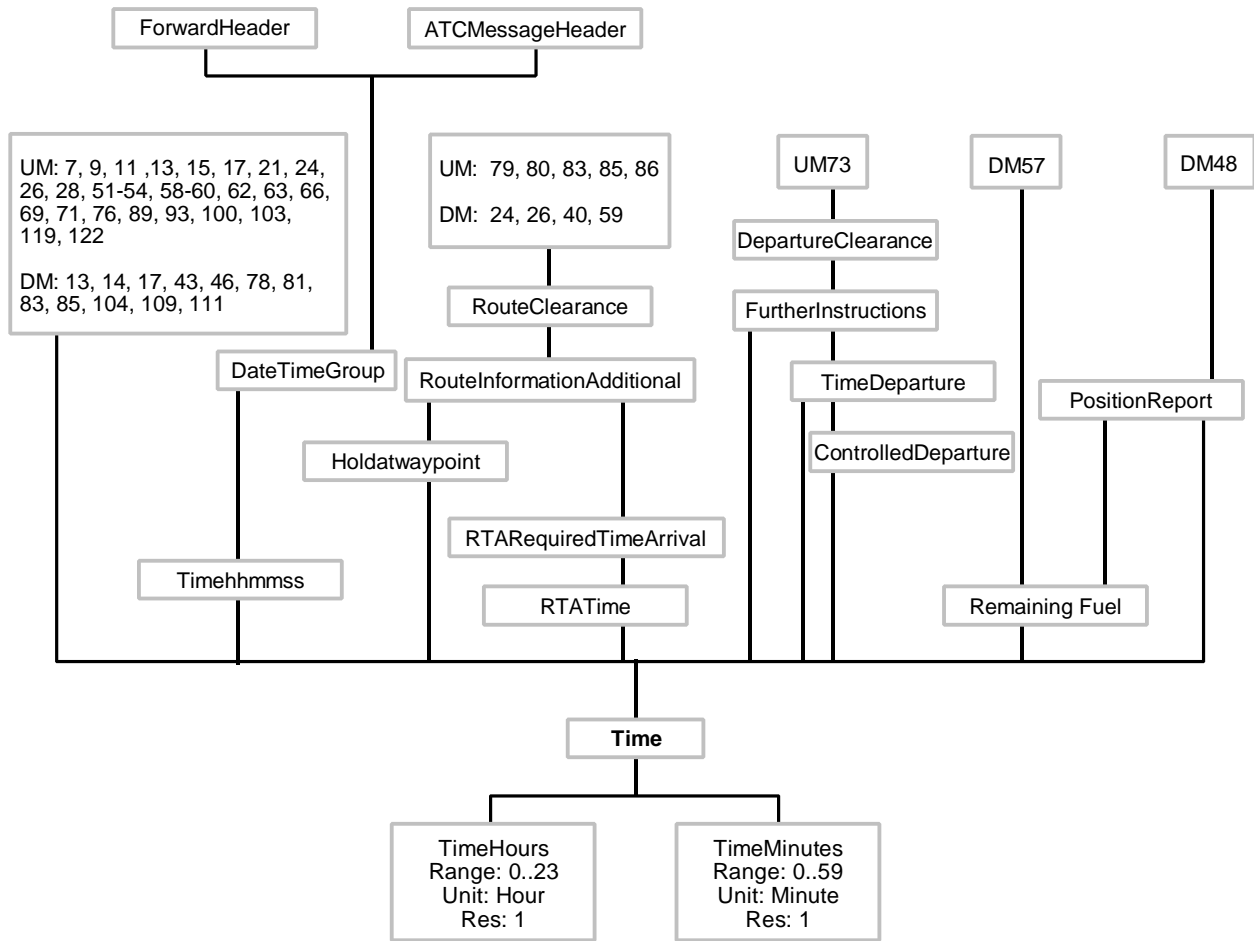 ForwardHeader
ATCMessageHeader
UM: 7, 9, 11 ,13, 15, 17, 21, 24,
26, 28, 51-54, 58-60, 62, 63, 66,
69, 71, 76, 89, 93, 100, 103,
119, 122
DM: 13, 14, 17, 43, 46, 78, 81,
83, 85, 104, 109, 111
UM: 79, 80, 83, 85, 86
DM: 24, 26, 40, 59
UM73
DM57
DM48
DepartureClearance
RouteClearance
FurtherInstructions
DateTimeGroup
RouteInformationAdditional
TimeDeparture
PositionReport
Holdatwaypoint
ControlledDeparture
RTARequiredTimeArrival
Timehhmmss
RTATime
Remaining Fuel
Time
TimeHours
Range: 0..23
Unit: Hour
Res: 1
TimeMinutes
Range: 0..59
Unit: Minute
Res: 1